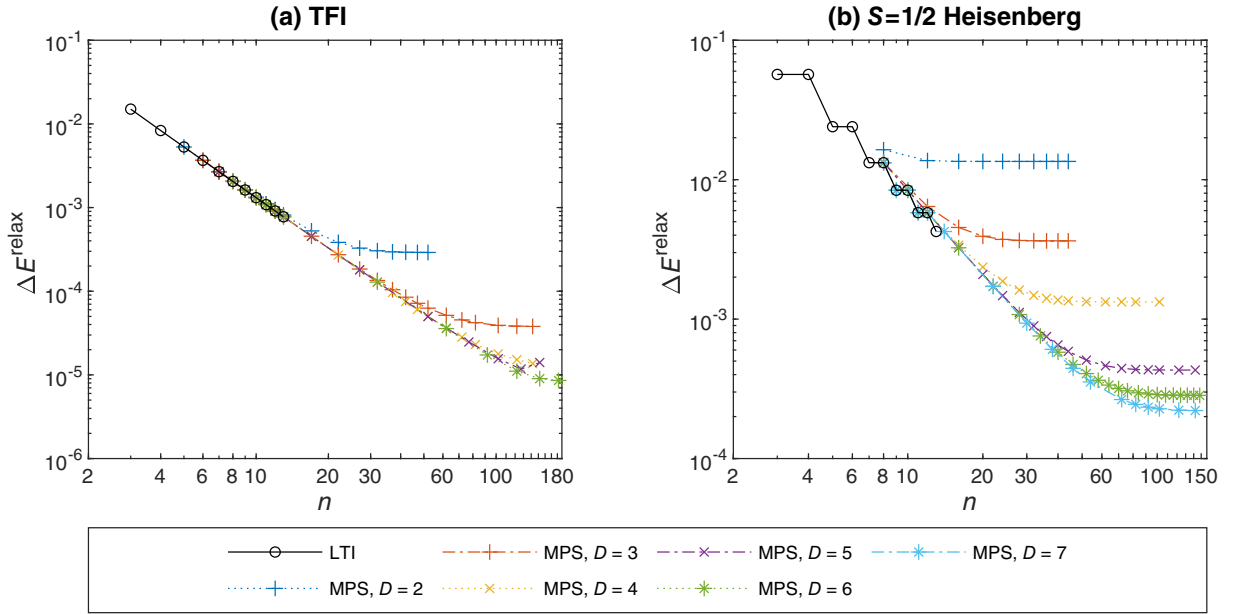 (a) TFI
10⁻¹
10⁻²
10⁻³
10⁻⁴
10⁻⁵
10⁻⁶
ΔE^relax
2 4 6 8 10 20 30 60 100 180
n
(b) S=1/2 Heisenberg
10⁻¹
10⁻²
10⁻³
10⁻⁴
ΔE^relax
2 4 6 8 10 20 30 60 100 150
n
LTI
MPS, D = 2
MPS, D = 3
MPS, D = 4
MPS, D = 5
MPS, D = 6
MPS, D = 7